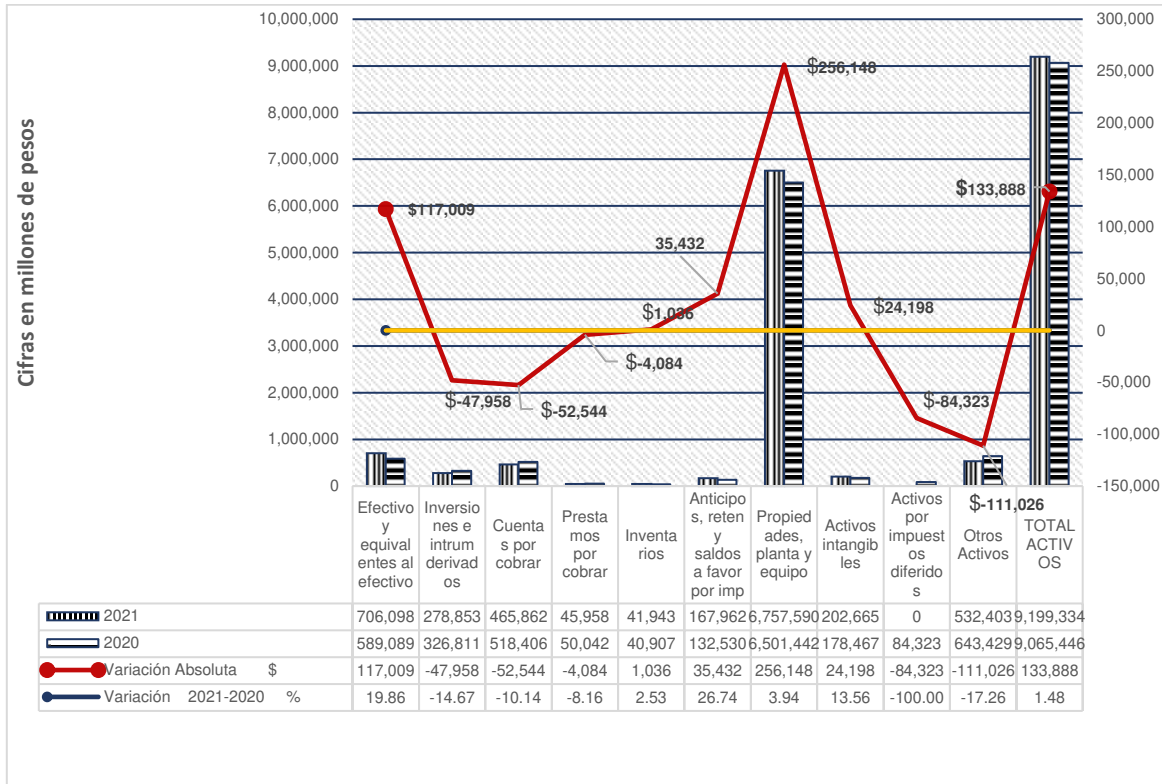 Cifras en millones de pesos
10,000,000
9,000,000
8,000,000
7,000,000
6,000,000
5,000,000
4,000,000
3,000,000
2,000,000
1,000,000
0
300,000
250,000
200,000
150,000
100,000
50,000
0
-50,000
-100,000
-150,000
$256,148
$133,888
$117,009
35,432
$1,036
$24,198
$-4,084
$-47,958
$-52,544
$-84,323
$-111,026
Efectivo
y
equival
entes al
efectivo
Inversio
nes e
intrum
derivad
os
Cuenta
s por
cobrar
Presta
mos por
cobrar
Inventa
rios
Anticipo
s, reten
y
saldos
a favor
por imp
Propied
ades,
planta y
equipo
Activos
intangib
les
Activos
por
impuest
os
diferido
s
Otros
Activos
TOTAL
ACTIV
OS
2021 706,098 278,853 465,862 45,958 41,943 167,962 6,757,590 202,665 0 532,403 9,199,334
2020 589,089 326,811 518,406 50,042 40,907 132,530 6,501,442 178,467 84,323 643,429 9,065,446
Variación Absoluta $ 117,009 -47,958 -52,544 -4,084 1,036 35,432 256,148 24,198 -84,323 -111,026 133,888
Variación 2021-2020 % 19.86 -14.67 -10.14 -8.16 2.53 26.74 3.94 13.56 -100.00 -17.26 1.48